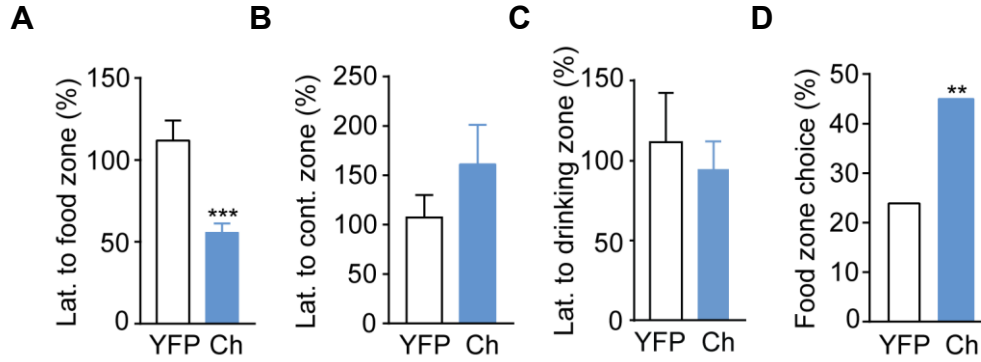 A
B
C
D
Lat. to food zone (%)
150
100
50
0
***
YFP Ch
Lat. to cont. zone (%)
250
200
150
100
50
0
YFP Ch
Lat. to drinking zone (%)
150
100
50
0
YFP Ch
Food zone choice (%)
50
40
30
20
10
0
**
YFP Ch